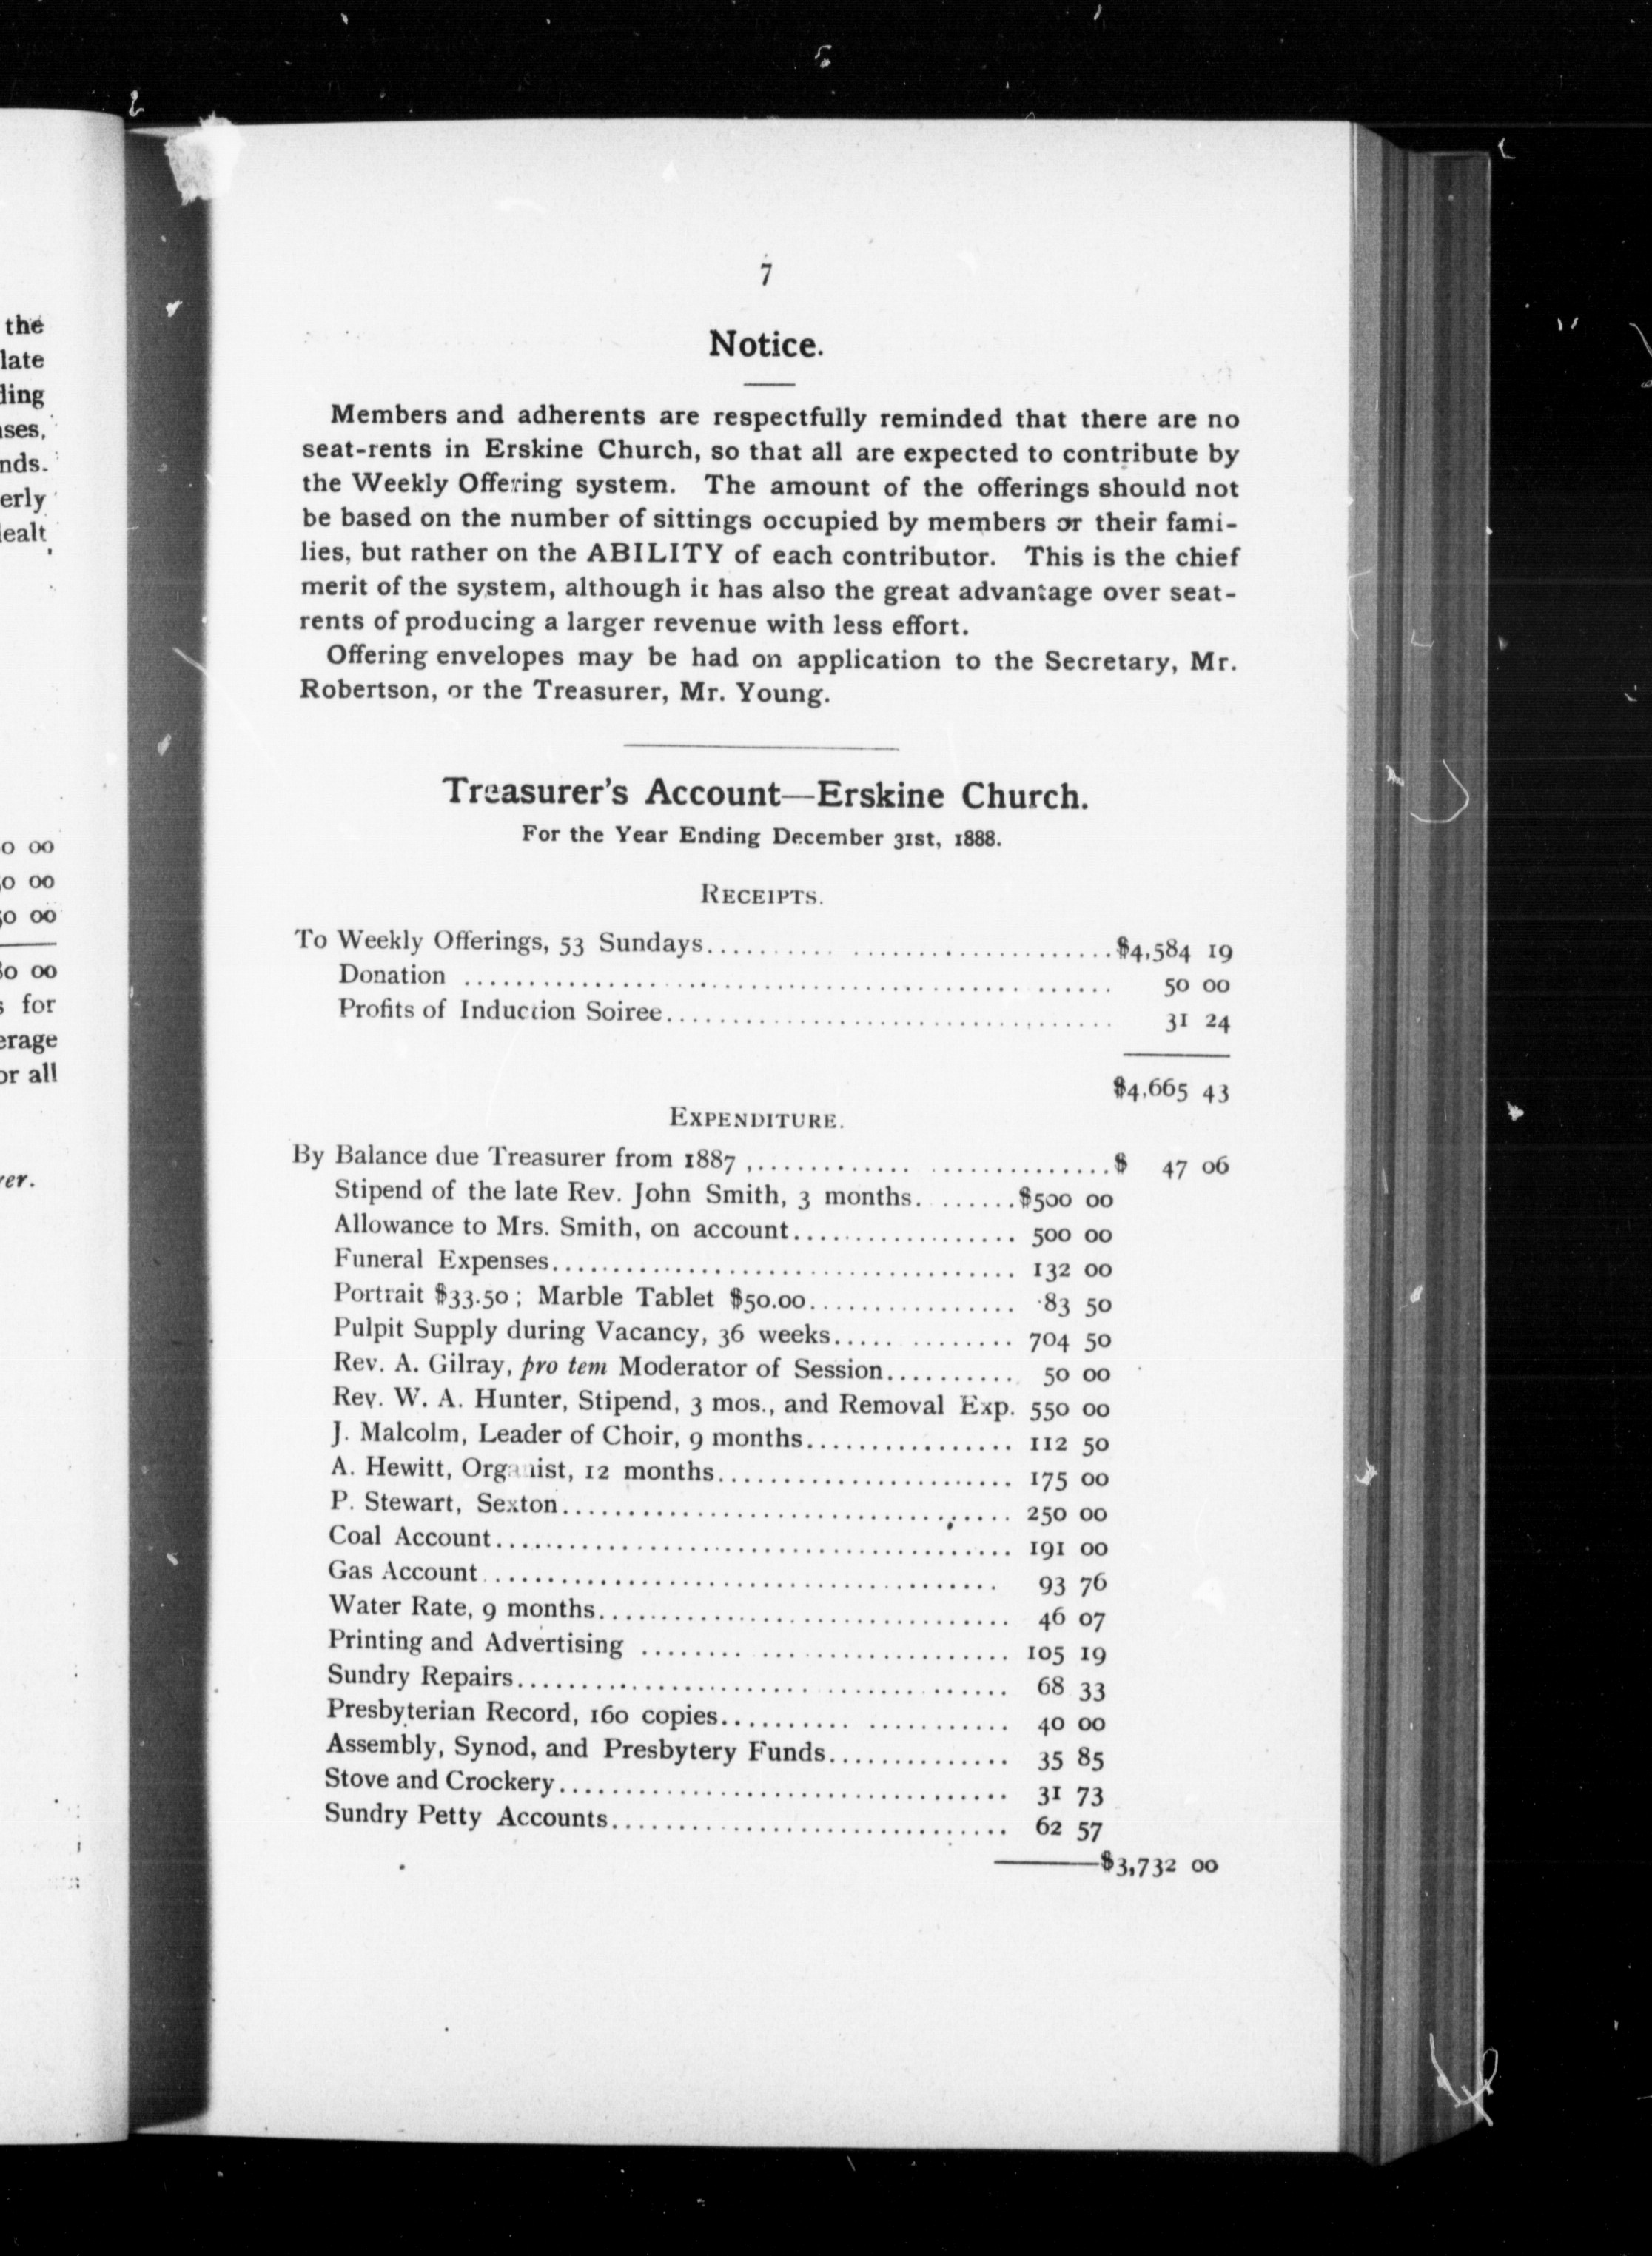 the
late
ding
nds.
erly
dealt
00
00
00
00
for
or all
7
Notice.
Members and adherents are respectfully reminded that there are no
seat-rents in Erskine Church, so that all are expected to contribute by
the Weekly Offering system. The amount of the offerings should not
be based on the number of sittings occupied by members or their fami-
lies, but rather on the ABILITY of each contributor. This is the chief
merit of the system, although it has also the great advantage over seat-
rents of producing a larger revenue with less effort.
Offering envelopes may be had on application to the Secretary, Mr.
Robertson, or the Treasurer, Mr. Young.
Treasurer's Account—Erskine Church.
For the Year Ending December 31st, 1888.
RECEIPTS.
To Weekly Offerings, 53 Sundays.......... ....................$4,584 19
Donation .................................................. 50 00
Profits of Induction Soiree.................................. 31 24
$4,665 43
EXPENDITURE.
By Balance due Treasurer from 1887 ,............ ..............$ 47 06
Stipend of the late Rev. John Smith, 3 months. .......$500 00
Allowance to Mrs. Smith, on account................. 500 00
Funeral Expenses................................... 132 00
Portrait $33.50; Marble Tablet $50.00................ 83 50
Pulpit Supply during Vacancy, 36 weeks..... ........ 704 50
Rev. A. Gilray, pro tem Moderator of Session.......... 50 00
Rev. W. A. Hunter, Stipend, 3 mos., and Removal Exp. 550 00
J. Malcolm, Leader of Choir, 9 months................ 112 50
A. Hewitt, Organist, 12 months....................... 175 00
P. Stewart, Sexton.................................. 250 00
Coal Account....................................... 191 00
Gas Account....................................... 93 76
Water Rate, 9 months............................... 46 07
Printing and Advertising ........ .................... 105 19
Sundry Repairs..................................... 68 33
Presbyterian Record, 160 copies.......... ........... 40 00
Assembly, Synod, and Presbytery Funds.............. 35 85
Stove and Crockery.................................. 31 73
Sundry Petty Accounts.............................. 62 57
$3,732 00